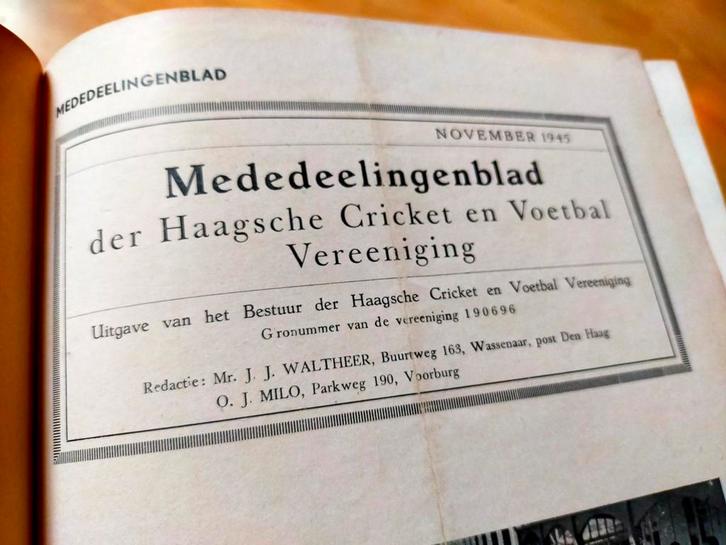 MEDEDEELINGENBLAD
NOVEMBER 1945
Mededeelingenblad
der Haagsche Cricket en Voetbal
Vereeniging
Uitgave van het Bestuur der Haagsche Cricket en Voetbal Vereeniging
Gironummer van de vereeniging 190696
Redactie: Mr. J. J. WALTHEER, Buurtweg 163, Wassenaar, post Den Haag
O. J. MILO, Parkweg 190, Voorburg